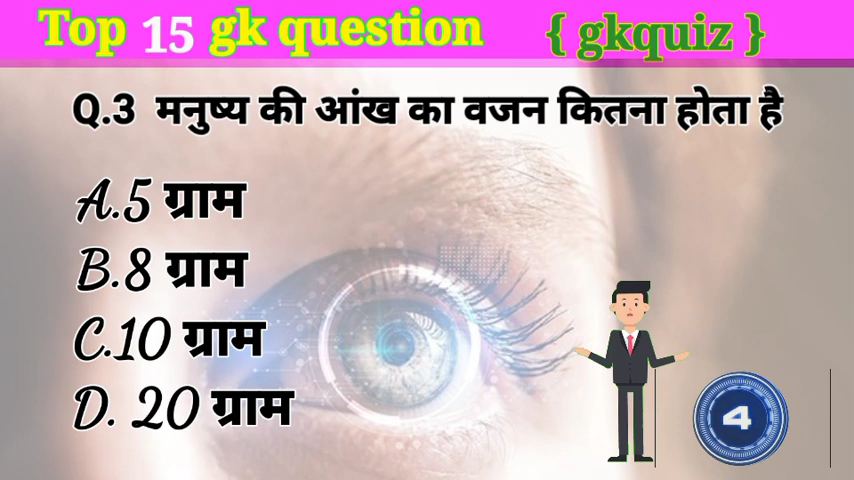 Top 15 gk question { gkquiz }
Q.3 मनुष्य की आंख का वजन कितना होता है
A.5 ग्राम
B.8 ग्राम
C.10 ग्राम
D. 20 ग्राम
4